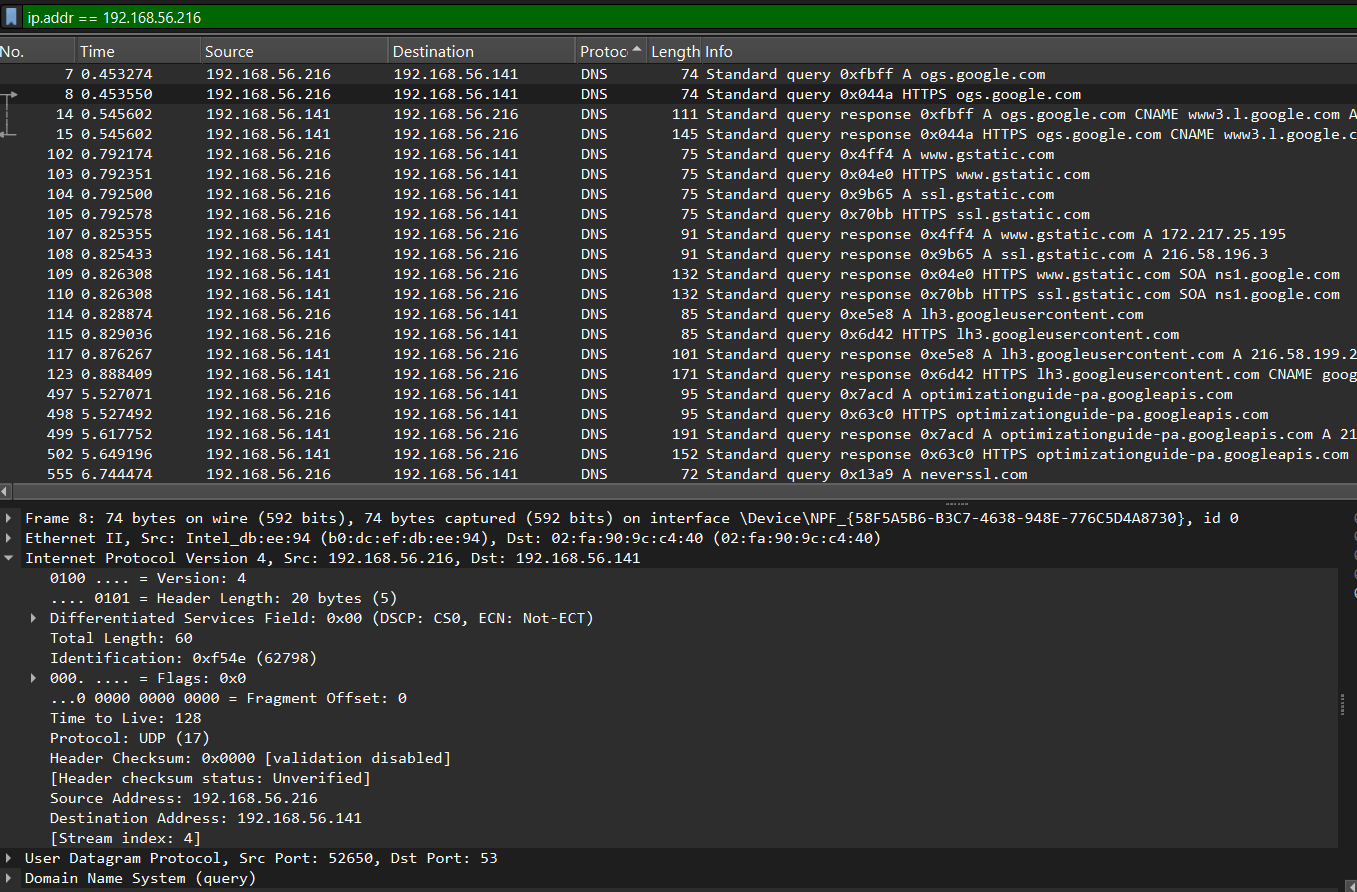 ip.addr == 192.168.56.216
No. Time Source Destination Protoc Length Info
7 0.453274 192.168.56.216 192.168.56.141 DNS 74 Standard query 0xfbff A ogs.google.com
8 0.453550 192.168.56.216 192.168.56.141 DNS 74 Standard query 0x044a HTTPS ogs.google.com
14 0.545602 192.168.56.141 192.168.56.216 DNS 111 Standard query response 0xfbff A ogs.google.com CNAME www3.l.google.com A
15 0.545602 192.168.56.141 192.168.56.216 DNS 145 Standard query response 0x044a HTTPS ogs.google.com CNAME www3.l.google.c
102 0.792174 192.168.56.216 192.168.56.141 DNS 75 Standard query 0x4ff4 A www.gstatic.com
103 0.792351 192.168.56.216 192.168.56.141 DNS 75 Standard query 0x04e0 HTTPS www.gstatic.com
104 0.792500 192.168.56.216 192.168.56.141 DNS 75 Standard query 0x9b65 A ssl.gstatic.com
105 0.792578 192.168.56.216 192.168.56.141 DNS 75 Standard query 0x70bb HTTPS ssl.gstatic.com
107 0.825355 192.168.56.141 192.168.56.216 DNS 91 Standard query response 0x4ff4 A www.gstatic.com A 172.217.25.195
108 0.825433 192.168.56.141 192.168.56.216 DNS 91 Standard query response 0x9b65 A ssl.gstatic.com A 216.58.196.3
109 0.826308 192.168.56.141 192.168.56.216 DNS 132 Standard query response 0x04e0 HTTPS www.gstatic.com SOA ns1.google.com
110 0.826308 192.168.56.141 192.168.56.216 DNS 132 Standard query response 0x70bb HTTPS ssl.gstatic.com SOA ns1.google.com
114 0.828874 192.168.56.216 192.168.56.141 DNS 85 Standard query 0xe5e8 A lh3.googleusercontent.com
115 0.829036 192.168.56.216 192.168.56.141 DNS 85 Standard query 0x6d42 HTTPS lh3.googleusercontent.com
117 0.876267 192.168.56.141 192.168.56.216 DNS 101 Standard query response 0xe5e8 A lh3.googleusercontent.com A 216.58.199.2
123 0.888409 192.168.56.141 192.168.56.216 DNS 171 Standard query response 0x6d42 HTTPS lh3.googleusercontent.com CNAME goog
497 5.527071 192.168.56.216 192.168.56.141 DNS 95 Standard query 0x7acd A optimizationguide-pa.googleapis.com
498 5.527492 192.168.56.216 192.168.56.141 DNS 95 Standard query 0x63c0 HTTPS optimizationguide-pa.googleapis.com
499 5.617752 192.168.56.141 192.168.56.216 DNS 191 Standard query response 0x7acd A optimizationguide-pa.googleapis.com A 21
502 5.649196 192.168.56.141 192.168.56.216 DNS 152 Standard query response 0x63c0 HTTPS optimizationguide-pa.googleapis.com
555 6.744474 192.168.56.216 192.168.56.141 DNS 72 Standard query 0x13a9 A neverssl.com
Frame 8: 74 bytes on wire (592 bits), 74 bytes captured (592 bits) on interface \Device\NPF_{58F5A5B6-B3C7-4638-948E-776C5D4A8730}, id 0
Ethernet II, Src: Intel_db:ee:94 (b0:dc:ef:db:ee:94), Dst: 02:fa:90:9c:c4:40 (02:fa:90:9c:c4:40)
Internet Protocol Version 4, Src: 192.168.56.216, Dst: 192.168.56.141
0100 .... = Version: 4
.... 0101 = Header Length: 20 bytes (5)
Differentiated Services Field: 0x00 (DSCP: CS0, ECN: Not-ECT)
Total Length: 60
Identification: 0xf54e (62798)
000. .... = Flags: 0x0
...0 0000 0000 0000 = Fragment Offset: 0
Time to Live: 128
Protocol: UDP (17)
Header Checksum: 0x0000 [validation disabled]
[Header checksum status: Unverified]
Source Address: 192.168.56.216
Destination Address: 192.168.56.141
[Stream index: 4]
User Datagram Protocol, Src Port: 52650, Dst Port: 53
Domain Name System (query)